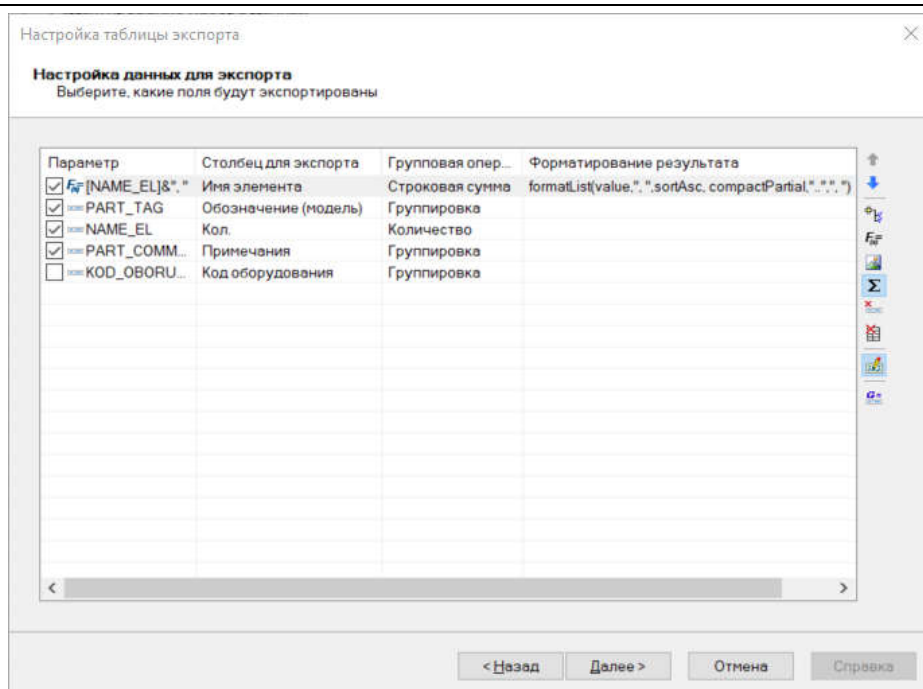 Настройка таблицы экспорта
Настройка данных для экспорта
Выберите, какие поля будут экспортированы
Параметр Столбец для экспорта Групповая опер... Форматирование результата
[NAME_EL]&", " Имя элемента Строковая сумма formatList(value,", ",sortAsc, compactPartial,"..",", ")
PART_TAG Обозначение (модель) Группировка
NAME_EL Кол. Количество
PART_COMM... Примечания Группировка
KOD_OBORU... Код оборудования Группировка
< Назад Далее > Отмена Справка